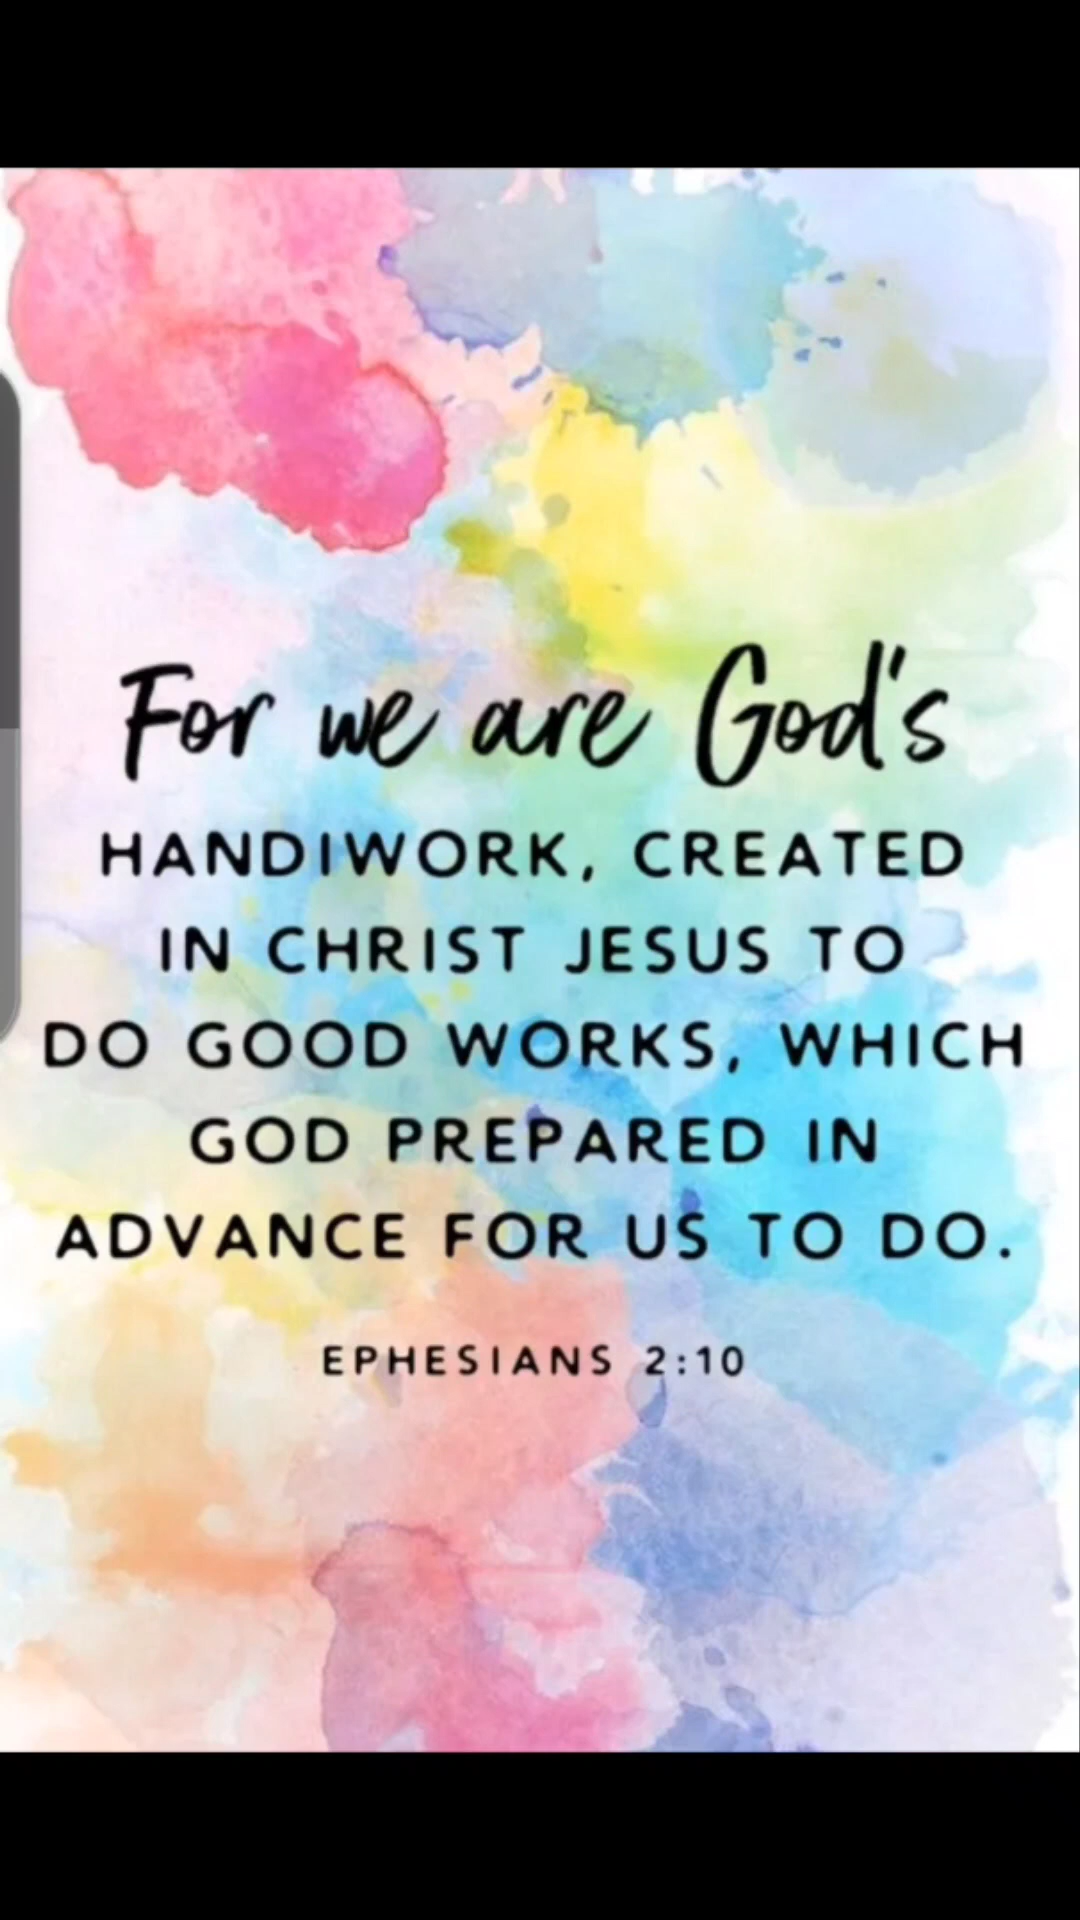 For we are God's
HANDIWORK, CREATED
IN CHRIST JESUS TO
DO GOOD WORKS, WHICH
GOD PREPARED IN
ADVANCE FOR US TO DO.
EPHESIANS 2:10